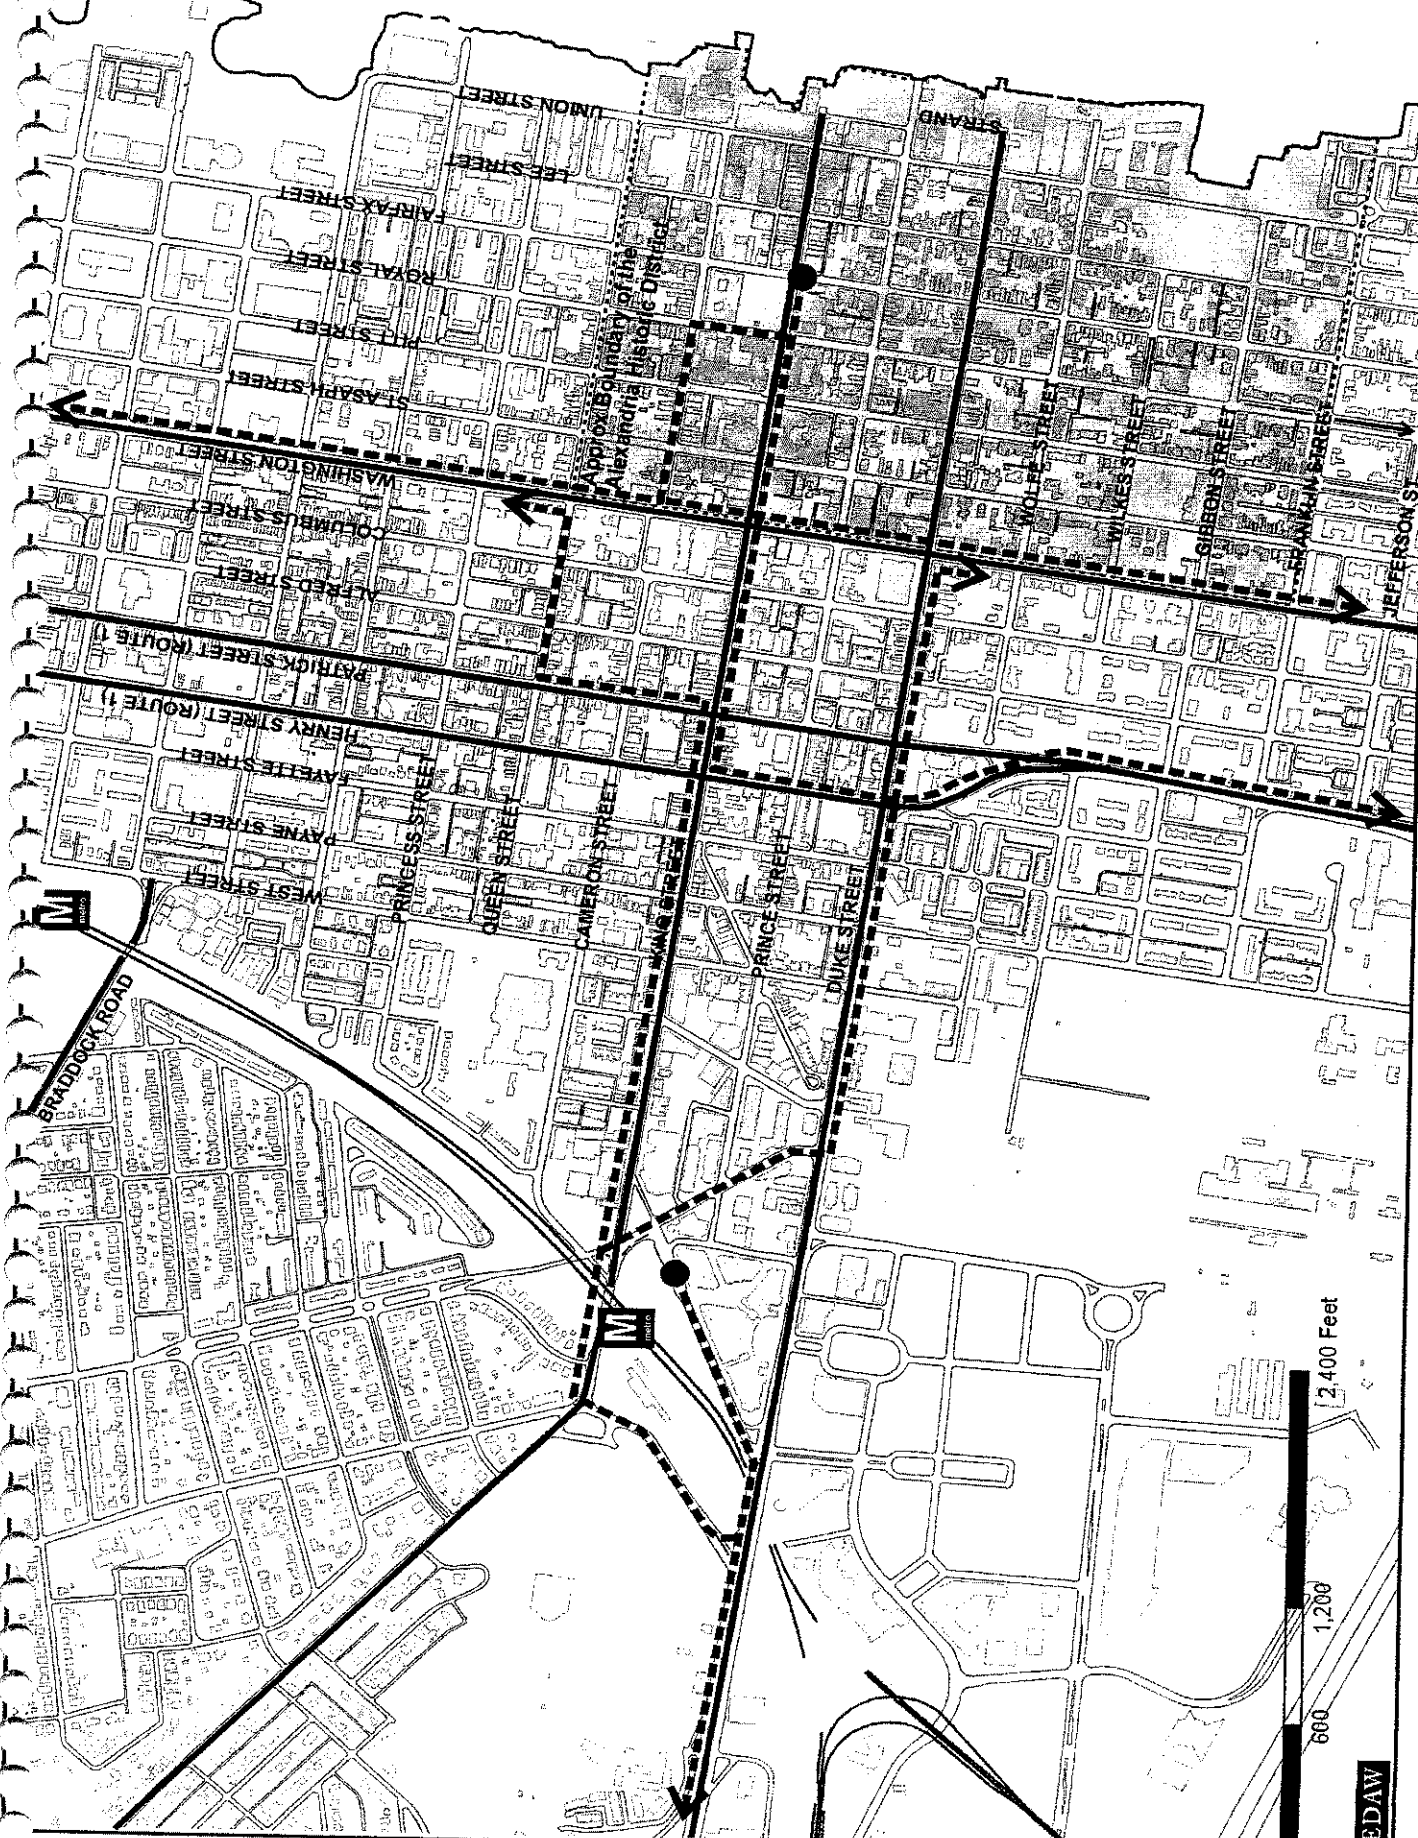 UNION STREET
STRAND
LEE STREET
FAIRFAX STREET
ROYAL STREET
PITT STREET
ST ASAPH STREET
WASHINGTON STREET
COLUMBUS STREET
ALFRED STREET
PATRICK STREET (ROUTE 1)
HENRY STREET (ROUTE 1)
FAYETTE STREET
PAYNE STREET
WEST STREET
Approx Boundary of the
Alexandria Historic District
PRINCESS STREET
QUEEN STREET
CAMERON STREET
KING STREET
PRINCE STREET
DUKE STREET
WOLFE STREET
WILKES STREET
GIBBON STREET
FRANKLIN STREET
JEFFERSON ST
BRADDOCK ROAD
M
metro
M
metro
600 1,200 2,400 Feet
EDAW